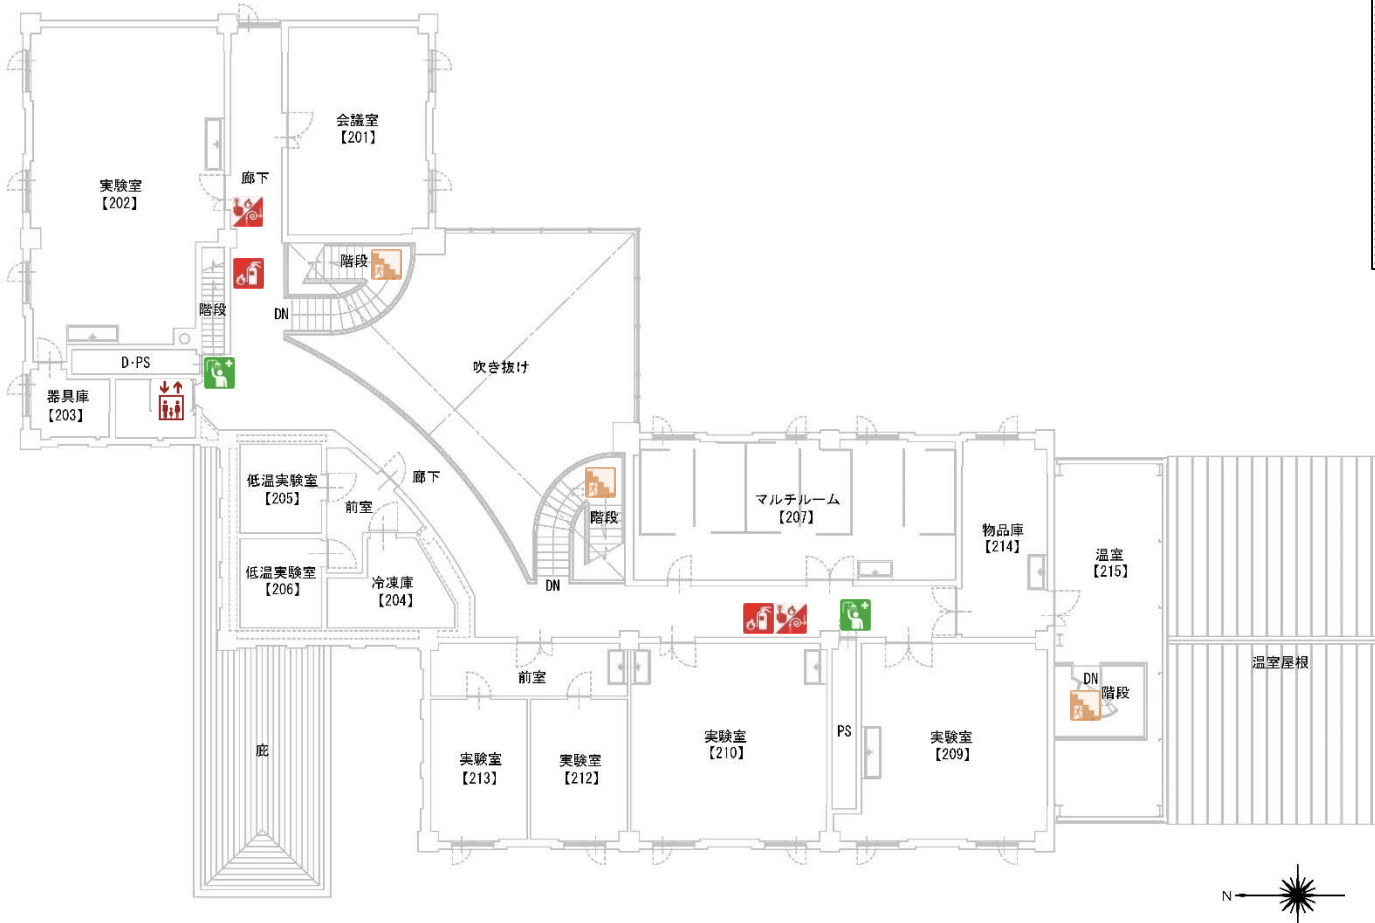 会議室
【201】
廊下
実験室
【202】
階段
階段
DN
D・PS
吹き抜け
器具庫
【203】
廊下
低温実験室
【205】
前室
マルチルーム
【207】
階段
物品庫
【214】
温室
【215】
低温実験室
【206】
冷凍庫
【204】
DN
前室
温室屋根
DN
階段
庇
実験室
【213】
実験室
【212】
実験室
【210】
PS
実験室
【209】
N